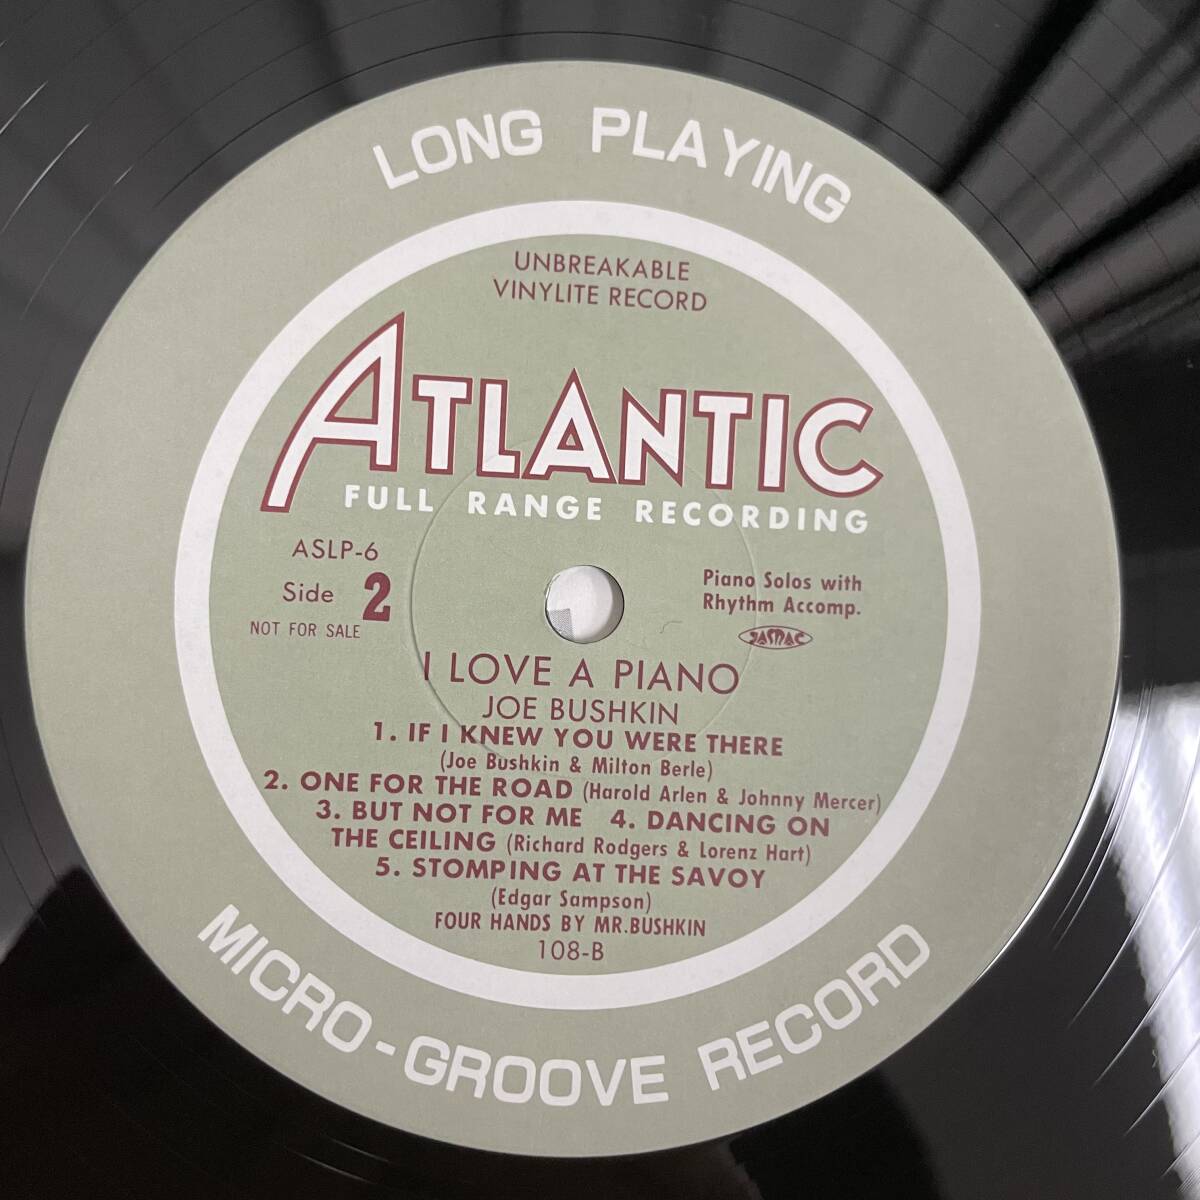 LONG PLAYING
UNBREAKABLE
VINYLITE RECORD
ATLANTIC
FULL RANGE RECORDING
ASLP-6
Side 2
NOT FOR SALE
Piano Solos with
Rhythm Accomp.
JASRAC
I LOVE A PIANO
JOE BUSHKIN
1. IF I KNEW YOU WERE THERE
(Joe Bushkin & Milton Berle)
2. ONE FOR THE ROAD (Harold Arlen & Johnny Mercer)
3. BUT NOT FOR ME 4. DANCING ON
THE CEILING (Richard Rodgers & Lorenz Hart)
5. STOMPING AT THE SAVOY
(Edgar Sampson)
FOUR HANDS BY MR.BUSHKIN
108-B
MICRO-GROOVE RECORD